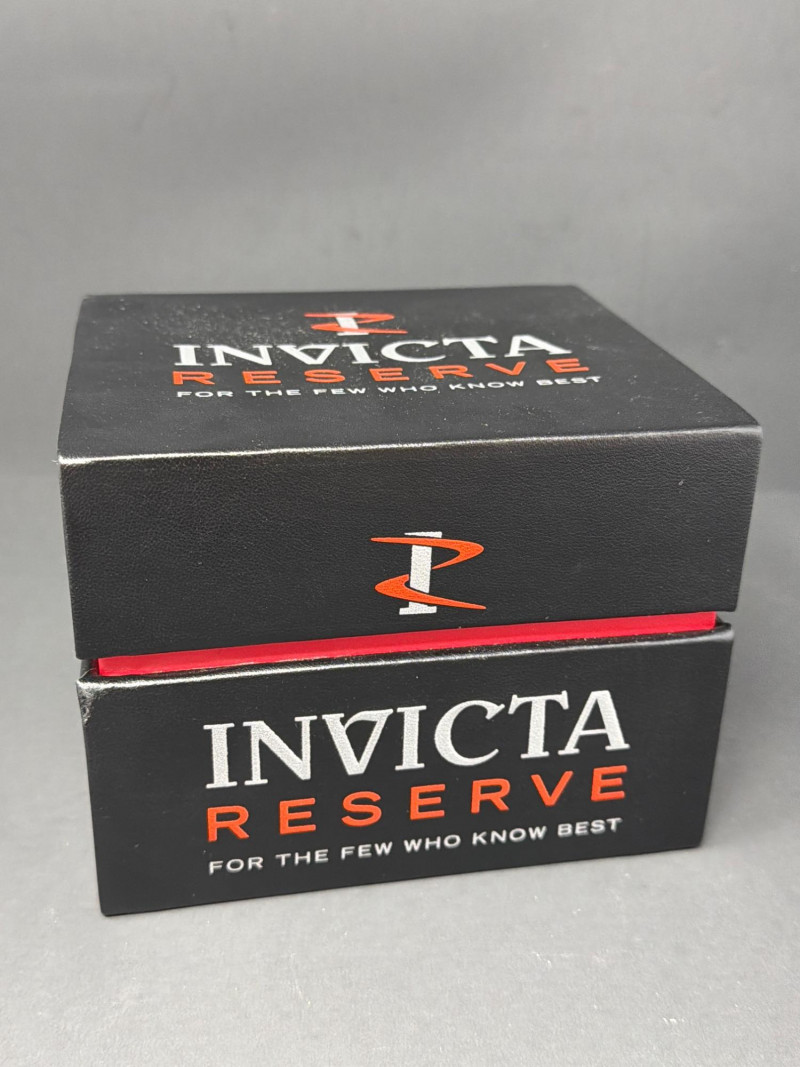 INVICTA
RESERVE
FOR THE FEW WHO KNOW BEST
INVICTA
RESERVE
FOR THE FEW WHO KNOW BEST